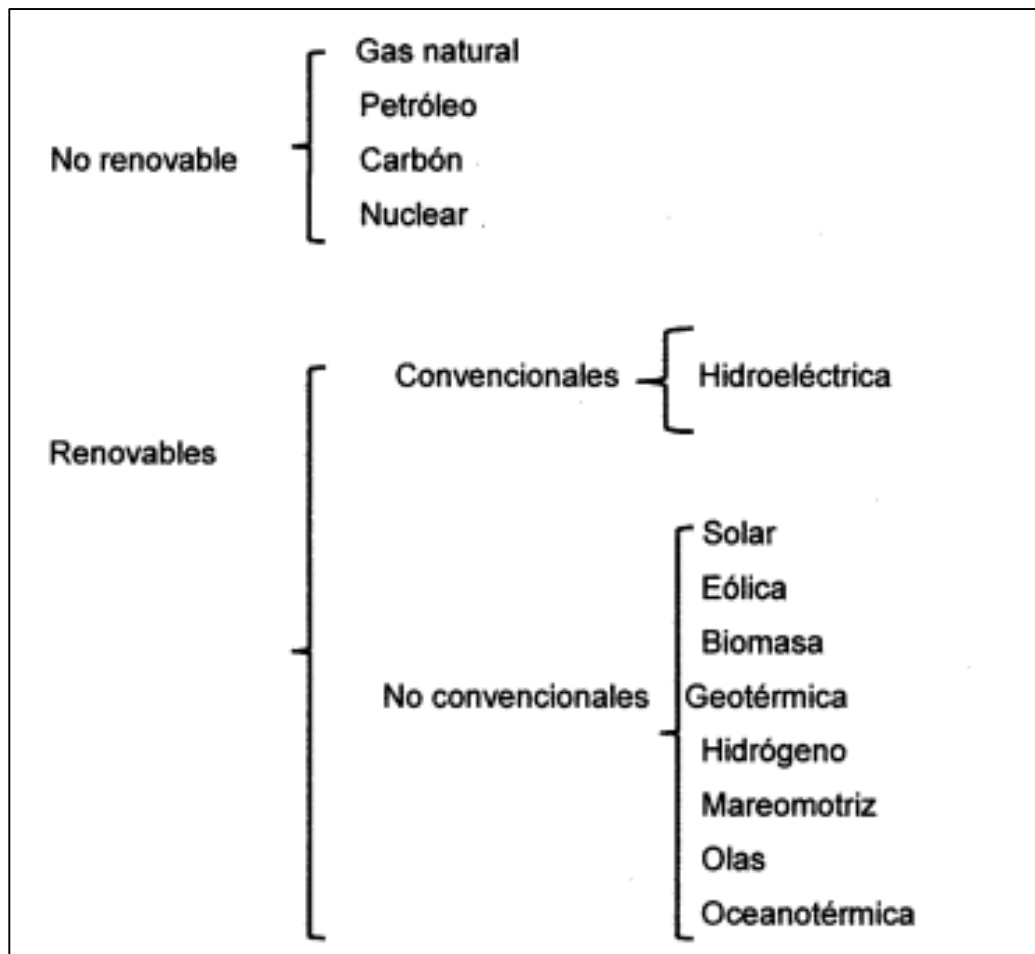 Gas natural
Petróleo
No renovable
Carbón
Nuclear
Renovables
Convencionales
Hidroeléctrica
No convencionales
Solar
Eólica
Biomasa
Geotérmica
Hidrógeno
Mareomotriz
Olas
Oceanotérmica